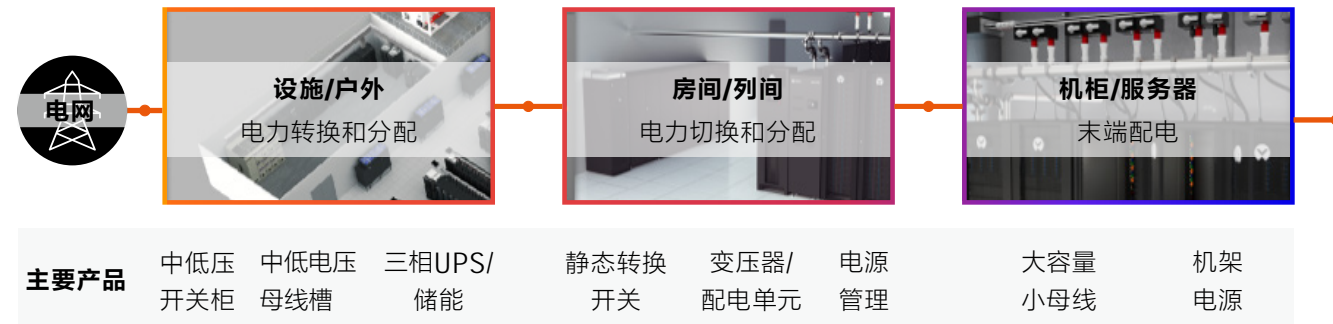 电网
设施/户外
电力转换和分配
房间/列间
电力切换和分配
机柜/服务器
末端配电
主要产品
中低压
开关柜
中低电压
母线槽
三相UPS/
储能
静态转换
开关
变压器/
配电单元
电源
管理
大容量
小母线
机架
电源